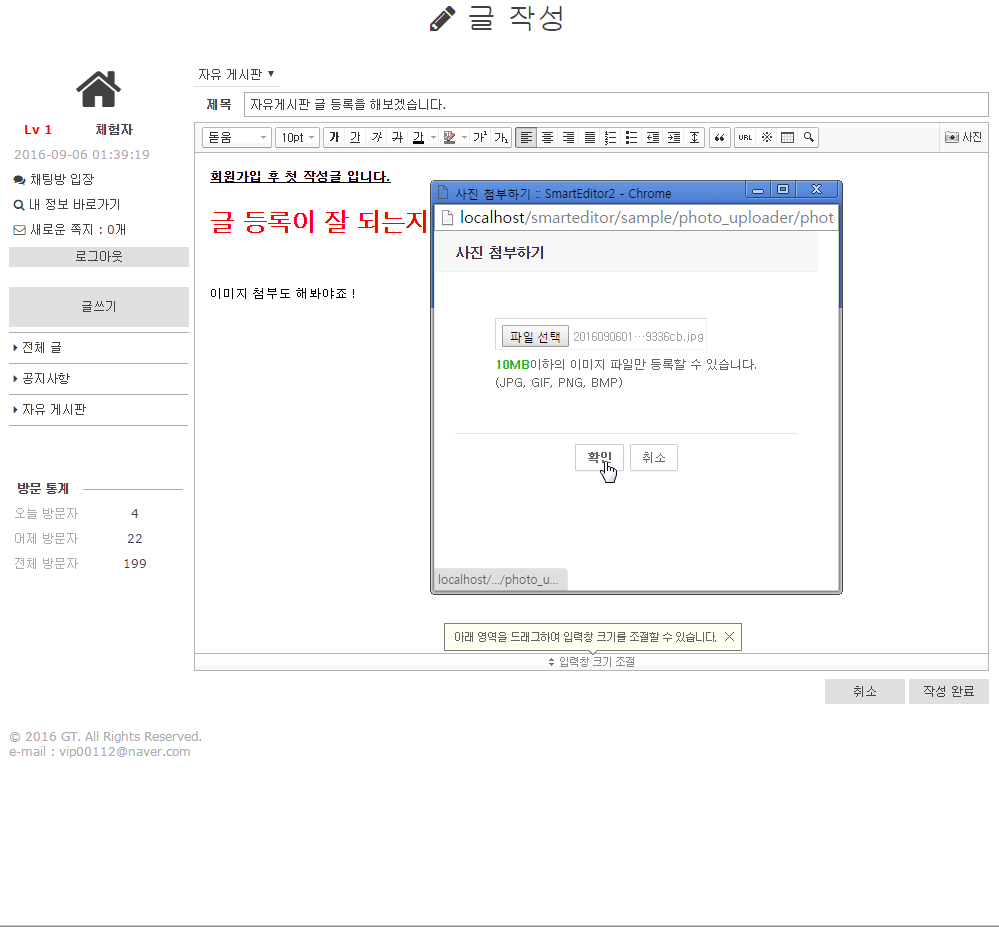 글 작성
자유 게시판 ▼
Lv 1 체험자
2016-09-06 01:39:19
채팅방 입장
내 정보 바로가기
새로운 쪽지 : 0개
로그아웃
글쓰기
전체 글
공지사항
자유 게시판
방문 통계
오늘 방문자 4
어제 방문자 22
전체 방문자 199
제목 자유게시판 글 등록을 해보겠습니다.
돋움 10pt 가 가 가 가 가 가² 가₁ URL ※ 사진
회원가입 후 첫 작성글 입니다.
글 등록이 잘 되는지
이미지 첨부도 해봐야죠 !
사진 첨부하기 :: SmartEditor2 - Chrome
localhost/smarteditor/sample/photo_uploader/phot
사진 첨부하기
파일 선택 2016090601…9336cb.jpg
10MB이하의 이미지 파일만 등록할 수 있습니다.
(JPG, GIF, PNG, BMP)
확인 취소
localhost/.../photo_u...
아래 영역을 드래그하여 입력창 크기를 조절할 수 있습니다.
입력창 크기 조절
취소 작성 완료
© 2016 GT. All Rights Reserved.
e-mail : vip00112@naver.com